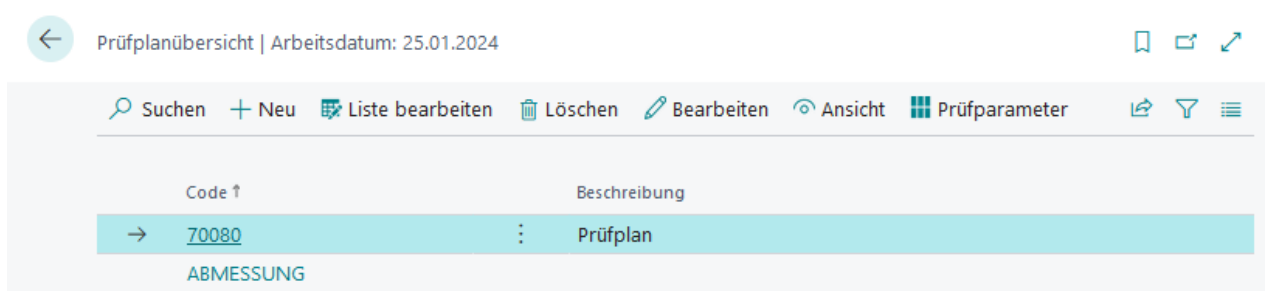 Prüfplanübersicht | Arbeitsdatum: 25.01.2024
Suchen Neu Liste bearbeiten Löschen Bearbeiten Ansicht Prüfparameter
Code↑ Beschreibung
→ 70080 ⋮ Prüfplan
ABMESSUNG